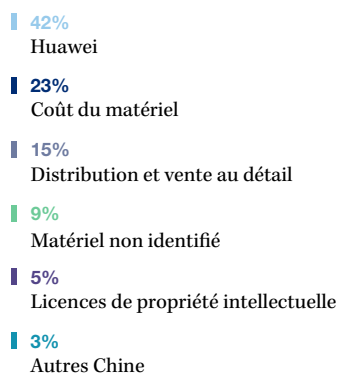 42%
Huawei
23%
Coût du matériel
15%
Distribution et vente au détail
9%
Matériel non identifié
5%
Licences de propriété intellectuelle
3%
Autres Chine